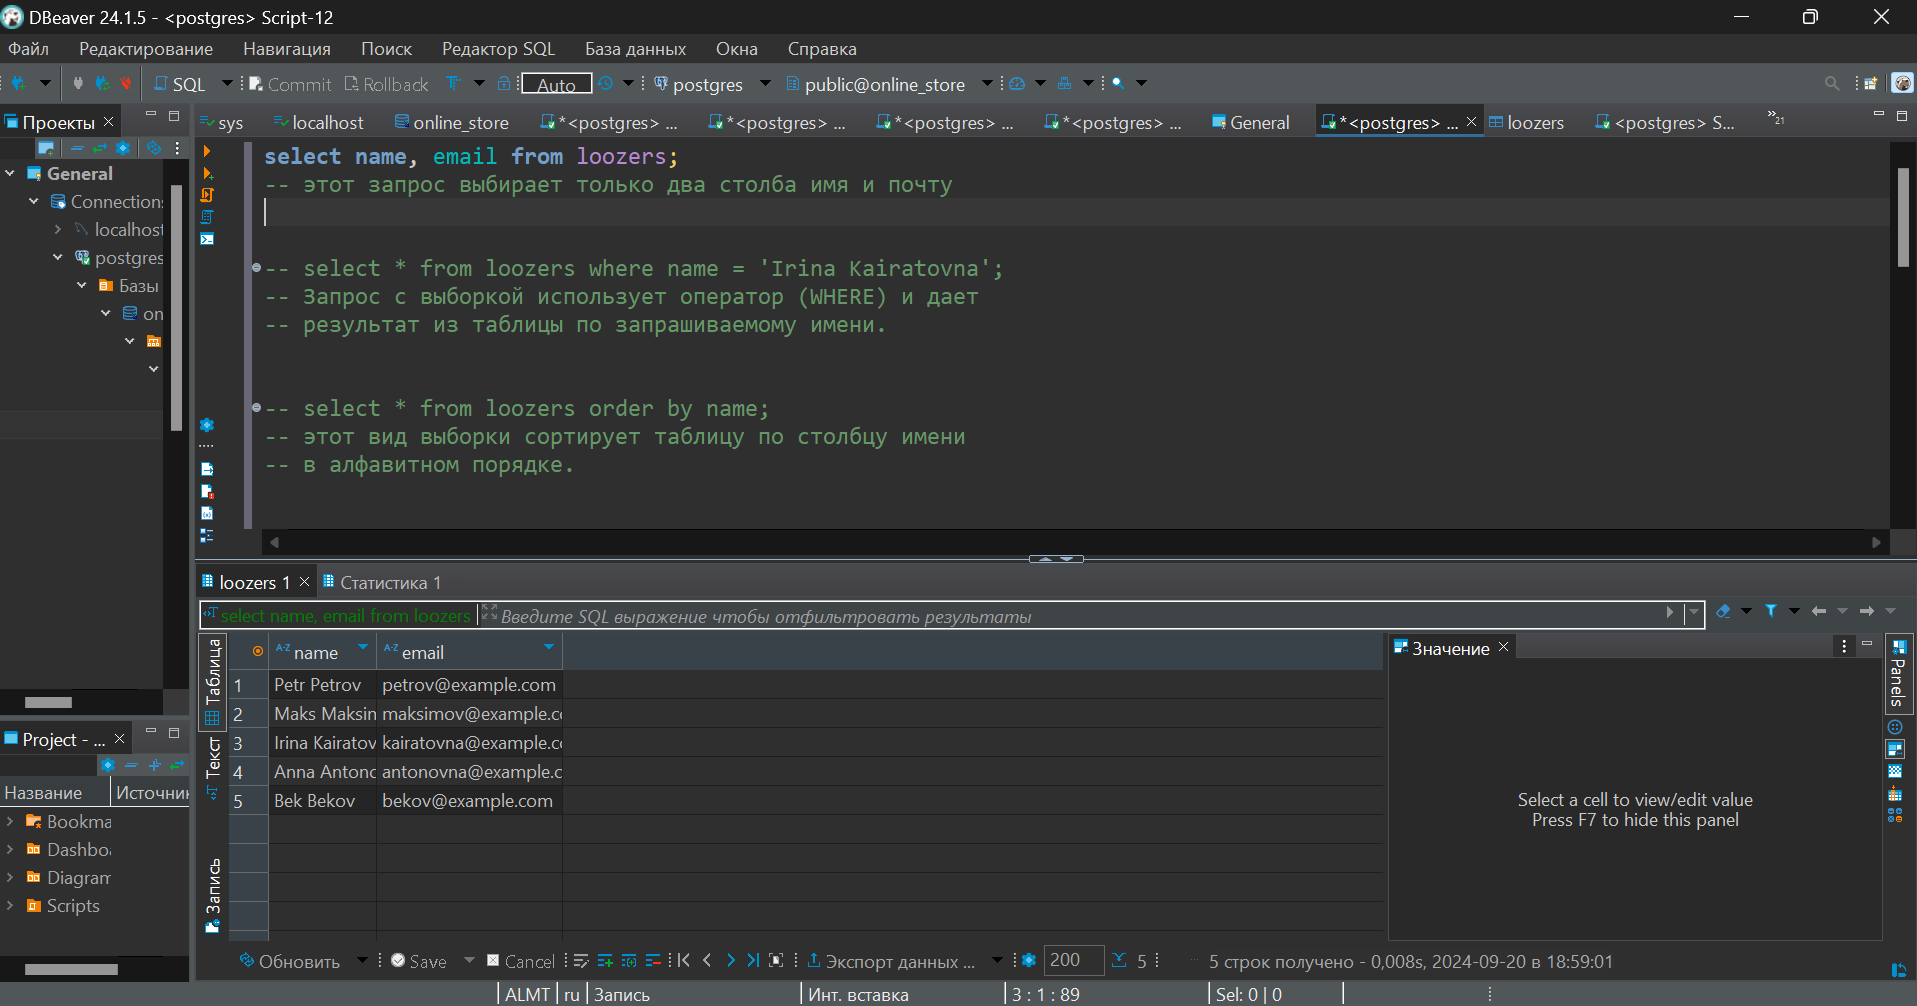 DBeaver 24.1.5 - <postgres> Script-12
Файл Редактирование Навигация Поиск Редактор SQL База данных Окна Справка
SQL Commit Rollback Auto postgres public@online_store
Проекты
sys localhost online_store *<postgres> ... *<postgres> ... *<postgres> ... *<postgres> ... General *<postgres> ... loozers <postgres> S... »21
General
Connection
localhost
postgres
Базы
on
select name, email from loozers;
-- этот запрос выбирает только два столба имя и почту
-- select * from loozers where name = 'Irina Kairatovna';
-- Запрос с выборкой использует оператор (WHERE) и дает
-- результат из таблицы по запрашиваемому имени.
-- select * from loozers order by name;
-- этот вид выборки сортирует таблицу по столбцу имени
-- в алфавитном порядке.
Project - ...
Название Источник
Bookma
Dashbo
Diagram
Scripts
loozers 1 Статистика 1
select name, email from loozers Введите SQL выражение чтобы отфильтровать результаты
Таблица
Текст
Запись
A-Z name A-Z email
1 Petr Petrov petrov@example.com
2 Maks Maksin maksimov@example.c
3 Irina Kairatov kairatovna@example.c
4 Anna Antono antonovna@example.c
5 Bek Bekov bekov@example.com
Значение
Select a cell to view/edit value
Press F7 to hide this panel
Panels
Обновить Save Cancel Экспорт данных ... 200 5 5 строк получено - 0,008s, 2024-09-20 в 18:59:01
ALMT ru Запись Инт. вставка 3 : 1 : 89 Sel: 0 | 0